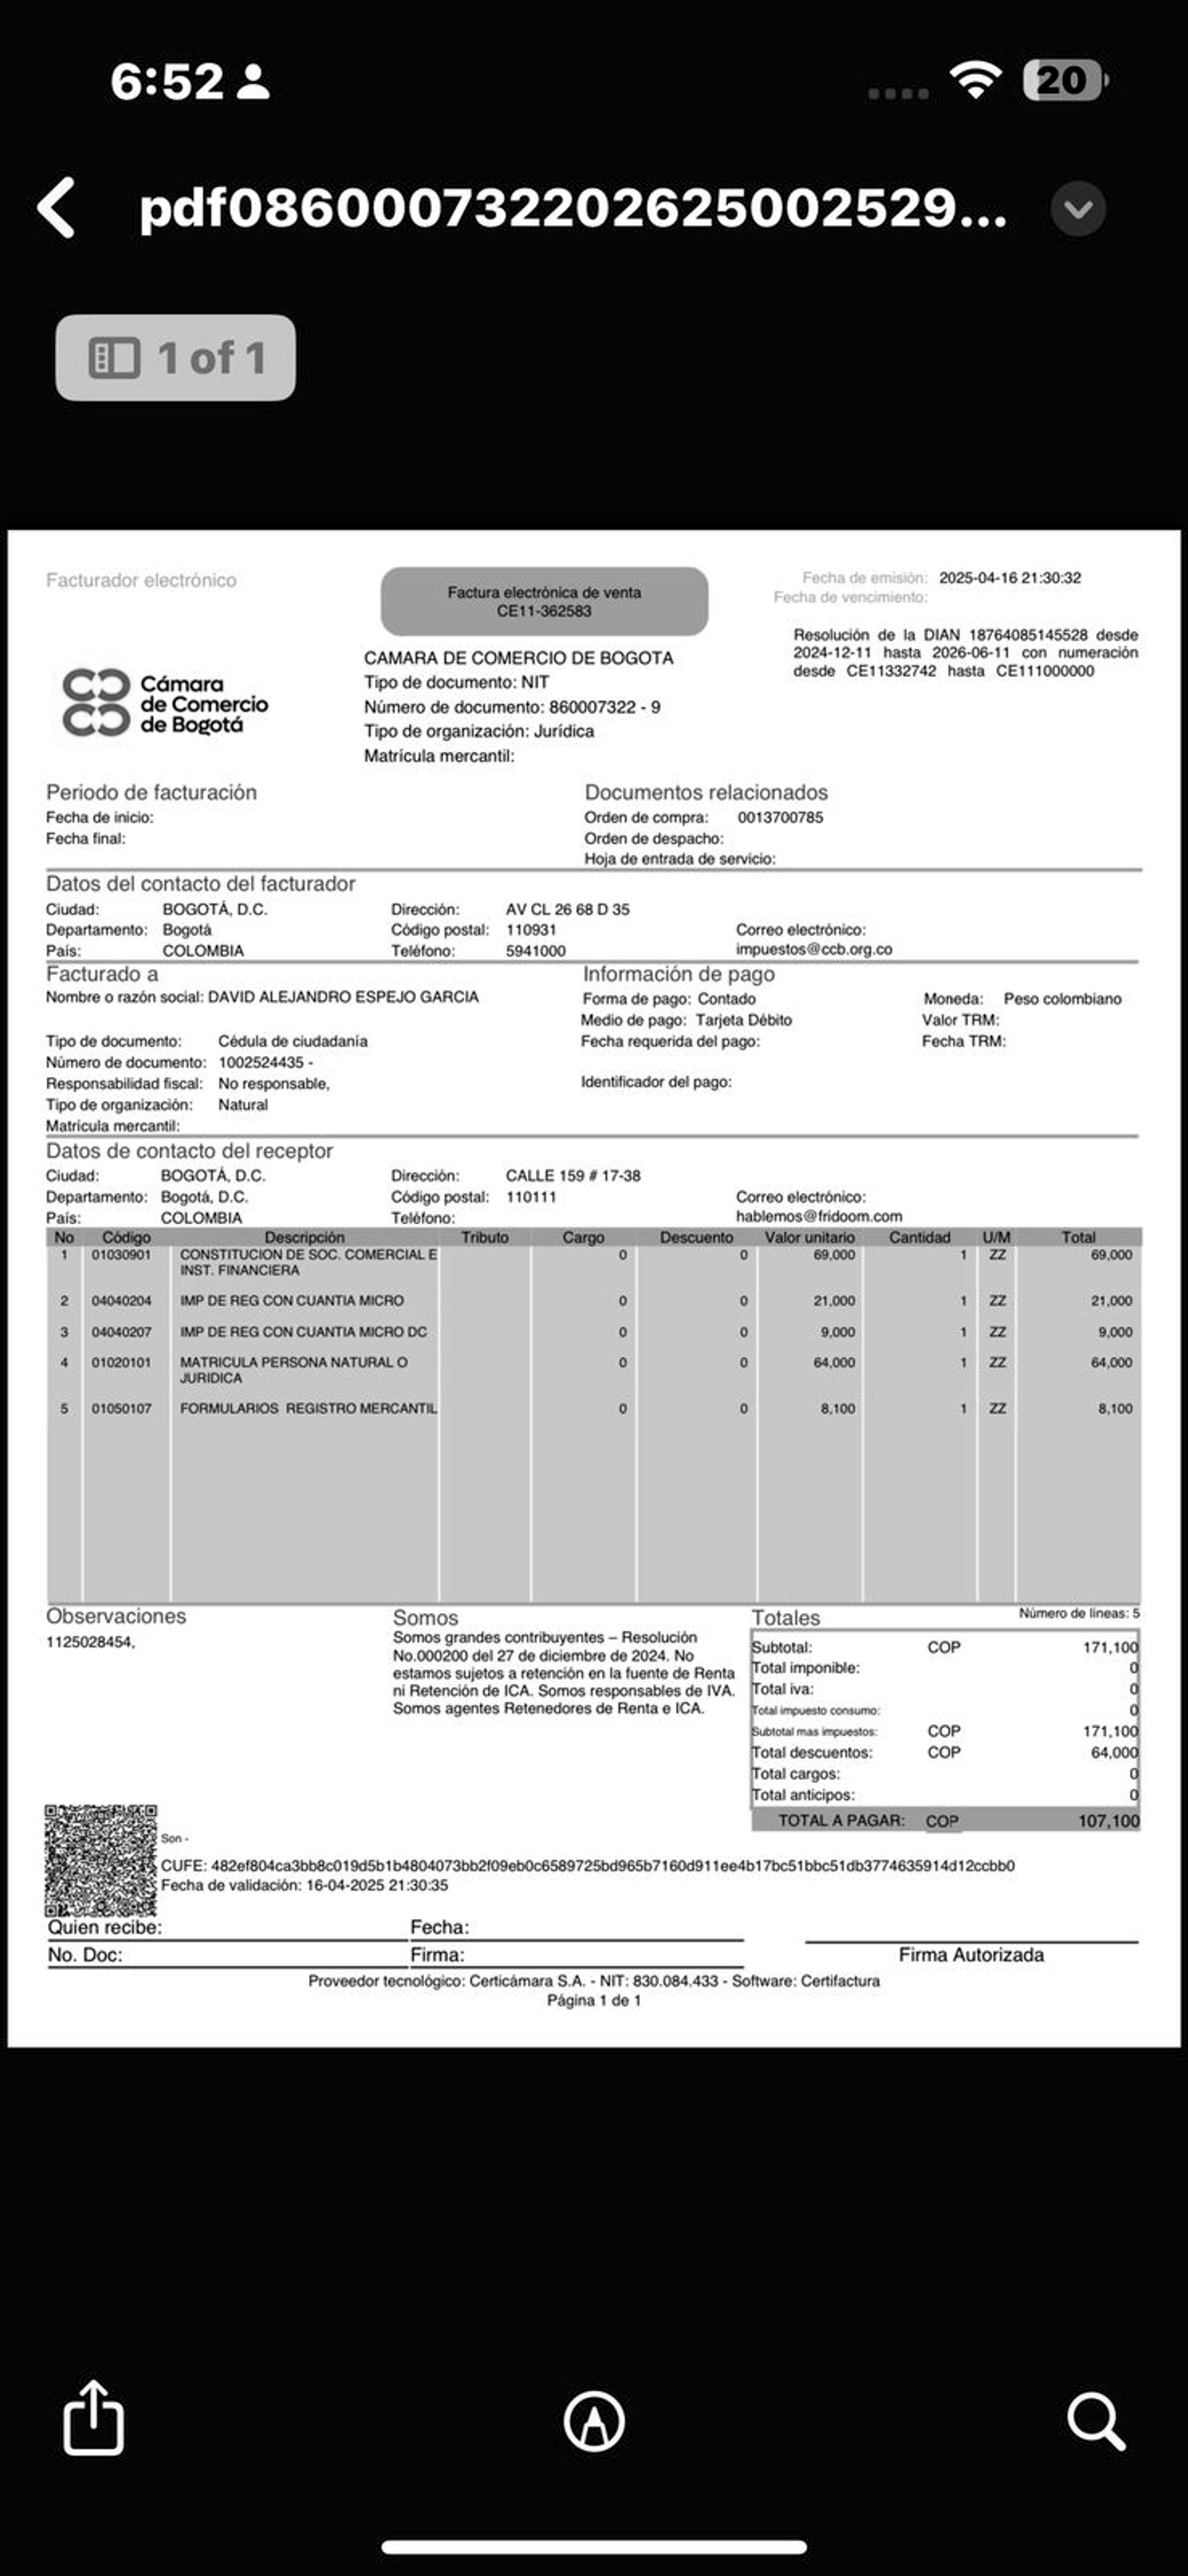 6:52
20
pdf086000732202625002529...
1 of 1
Facturador electrónico
Factura electrónica de venta
CE11-362583
Fecha de emisión: 2025-04-16 21:30:32
Fecha de vencimiento:
Resolución de la DIAN 18764085145528 desde
2024-12-11 hasta 2026-06-11 con numeración
desde CE11332742 hasta CE111000000
Cámara
de Comercio
de Bogotá
CAMARA DE COMERCIO DE BOGOTA
Tipo de documento: NIT
Número de documento: 860007322 - 9
Tipo de organización: Jurídica
Matrícula mercantil:
Periodo de facturación
Fecha de inicio:
Fecha final:
Documentos relacionados
Orden de compra: 0013700785
Orden de despacho:
Hoja de entrada de servicio:
Datos del contacto del facturador
Ciudad: BOGOTÁ, D.C. Dirección: AV CL 26 68 D 35
Departamento: Bogotá Código postal: 110931 Correo electrónico:
País: COLOMBIA Teléfono: 5941000 impuestos@ccb.org.co
Facturado a
Nombre o razón social: DAVID ALEJANDRO ESPEJO GARCIA
Tipo de documento: Cédula de ciudadanía
Número de documento: 1002524435 -
Responsabilidad fiscal: No responsable,
Tipo de organización: Natural
Matrícula mercantil:
Información de pago
Forma de pago: Contado Moneda: Peso colombiano
Medio de pago: Tarjeta Débito Valor TRM:
Fecha requerida del pago: Fecha TRM:
Identificador del pago:
Datos de contacto del receptor
Ciudad: BOGOTÁ, D.C. Dirección: CALLE 159 # 17-38
Departamento: Bogotá, D.C. Código postal: 110111 Correo electrónico:
País: COLOMBIA Teléfono: hablemos@fridoom.com
No Código Descripción Tributo Cargo Descuento Valor unitario Cantidad U/M Total
1 01030901 CONSTITUCION DE SOC. COMERCIAL E 0 0 69,000 1 ZZ 69,000
INST. FINANCIERA
2 04040204 IMP DE REG CON CUANTIA MICRO 0 0 21,000 1 ZZ 21,000
3 04040207 IMP DE REG CON CUANTIA MICRO DC 0 0 9,000 1 ZZ 9,000
4 01020101 MATRICULA PERSONA NATURAL O 0 0 64,000 1 ZZ 64,000
JURIDICA
5 01050107 FORMULARIOS REGISTRO MERCANTIL 0 0 8,100 1 ZZ 8,100
Observaciones
1125028454,
Somos
Somos grandes contribuyentes – Resolución
No.000200 del 27 de diciembre de 2024. No
estamos sujetos a retención en la fuente de Renta
ni Retención de ICA. Somos responsables de IVA.
Somos agentes Retenedores de Renta e ICA.
Totales
Número de líneas: 5
Subtotal: COP 171,100
Total imponible: 0
Total iva: 0
Total impuesto consumo: 0
Subtotal mas impuestos: COP 171,100
Total descuentos: COP 64,000
Total cargos: 0
Total anticipos: 0
TOTAL A PAGAR: COP 107,100
Son -
CUFE: 482ef804ca3bb8c019d5b1b4804073bb2f09eb0c6589725bd965b7160d911ee4b17bc51bbc51db3774635914d12ccbb0
Fecha de validación: 16-04-2025 21:30:35
Quien recibe: Fecha:
No. Doc: Firma: Firma Autorizada
Proveedor tecnológico: Certicámara S.A. - NIT: 830.084.433 - Software: Certifactura
Página 1 de 1